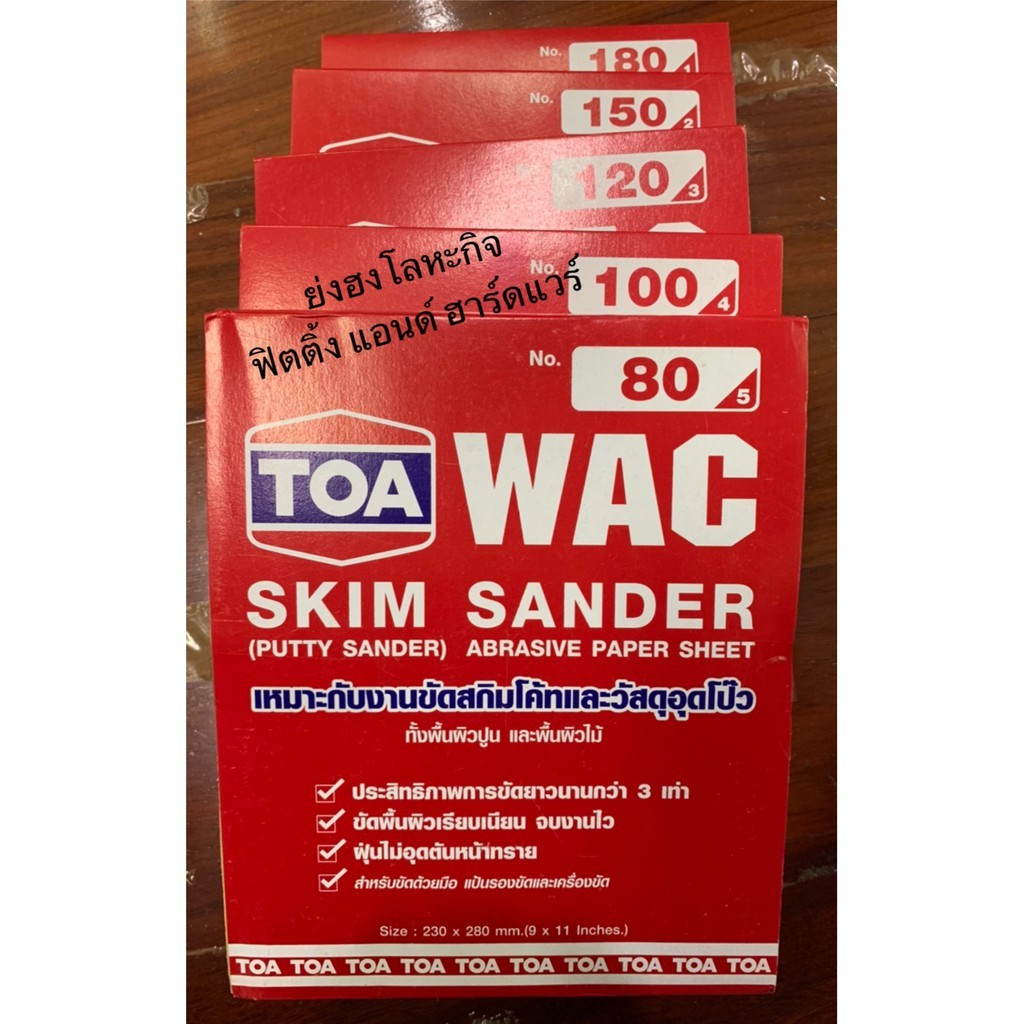 No. 180 1
No. 150 2
120 3
No. 100 4
ย่งฮงโลหะกิจ
ฟิตติ้ง แอนด์ ฮาร์ดแวร์
No. 80 5
TOA WAC
SKIM SANDER
(PUTTY SANDER) ABRASIVE PAPER SHEET
เหมาะกับงานขัดสกิมโค้ทและวัสดุอุดโป๊ว
ทั้งพื้นผิวปูน และพื้นผิวไม้
ประสิทธิภาพการขัดยาวนานกว่า 3 เท่า
ขัดพื้นผิวเรียบเนียน จบงานไว
ฝุ่นไม่อุดตันหน้าทราย
สำหรับขัดด้วยมือ แป้นรองขัดและเครื่องขัด
Size : 230 x 280 mm.(9 x 11 Inches.)
TOA TOA TOA TOA TOA TOA TOA TOA TOA TOA